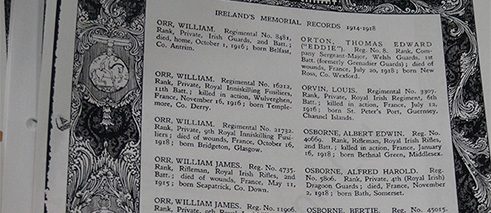 IRELAND'S MEMORIAL RECORDS 1914-1918
ORR, WILLIAM. Regimental No. 8481,
Rank, Private, Irish Guards, 2nd Batt.;
died, home, October 1, 1916; born Belfast,
Co. Antrim.
ORR, WILLIAM. Regimental No. 16212,
Rank, Private, Royal Inniskilling Fusiliers,
11th Batt.; killed in action, Wulverghen,
France, November 16, 1916; born Temple-
more, Co. Derry.
ORR, WILLIAM. Regimental No. 21732.
Rank, Private, 9th Royal Inniskilling Fusi-
liers; died of wounds, France, October 16,
1918; born Bridgeton, Glasgow.
ORR, WILLIAM JAMES. Reg. No. 4735.
Rank, Rifleman, Royal Irish Rifles, 2nd
Batt.; died of wounds, France, May 11,
1915; born Seapatrick, Co. Down.
ORR, WILLIAM JAMES. Reg. No. 11906.
Rank, Private,
ORTON, THOMAS EDWARD
("EDDIE"). Reg. No. 8. Rank, Com-
pany Sergeant-Major, Welsh Guards, 1st
Batt. (formerly Grenadier Guards); died of
wounds, France, July 20, 1918; born New
Ross, Co. Wexford.
ORVIN, LOUIS. Regimental No. 3907.
Rank, Private, Royal Irish Regiment, 6th
Batt.; killed in action, France, July 12,
1916; born St. Peter's Port, Guernsey,
Channel Islands.
OSBORNE, ALBERT EDWIN. Reg. No.
40669. Rank, Rifleman, Royal Irish Rifles,
2nd Batt.; killed in action, France, January
16, 1918; born Bethnal Green, Middlesex.
OSBORNE, ALFRED HAROLD. Reg.
No. 5806. Rank, Private, 4th (Royal Irish)
Dragoon Guards; died, France, November
2, 1918; born Bath, Somerset.
OSBORNE, BERTIE. Reg. No. 15015.